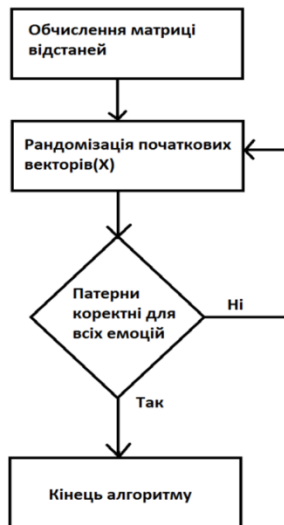 Обчислення матриці
відстаней
Рандомізація початкових
векторів(X)
Патерни
коректні для
всіх емоцій
Ні
Так
Кінець алгоритму